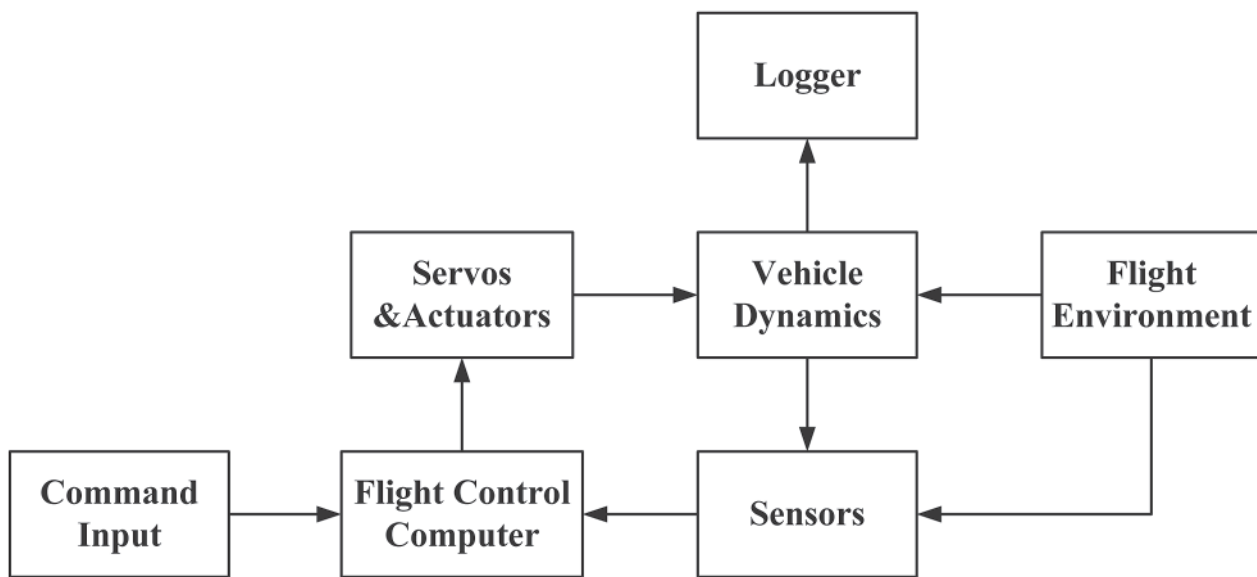 Logger
Servos
&Actuators
Vehicle
Dynamics
Flight
Environment
Command
Input
Flight Control
Computer
Sensors